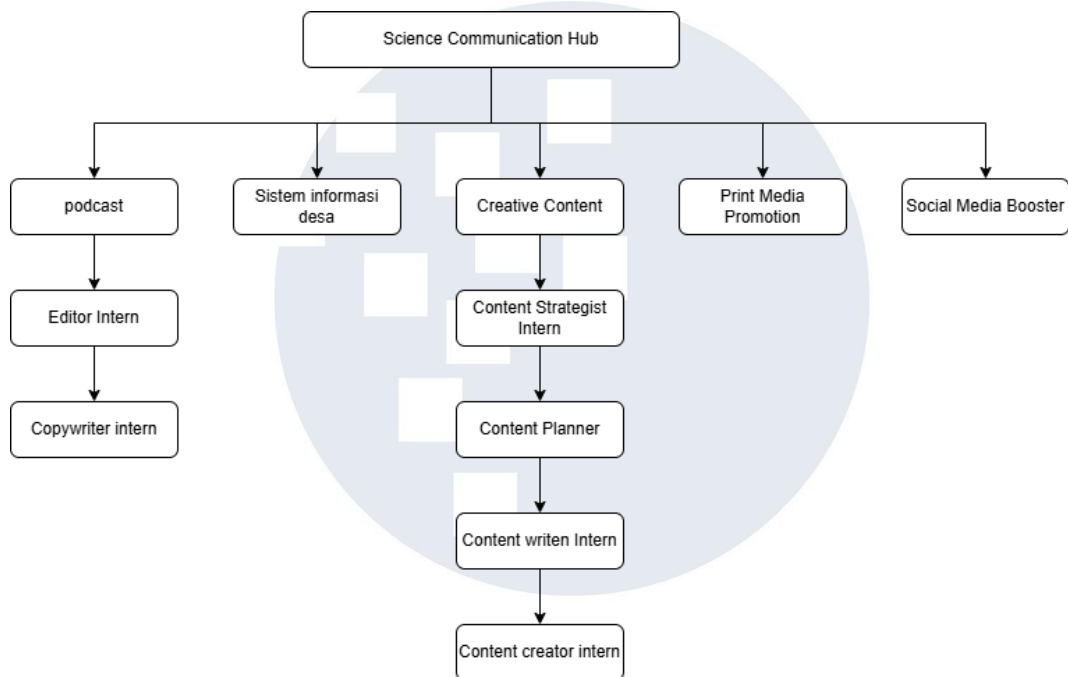 Science Communication Hub
podcast
Sistem informasi
desa
Creative Content
Print Media
Promotion
Social Media Booster
Editor Intern
Content Strategist
Intern
Copywriter intern
Content Planner
Content writen Intern
Content creator intern